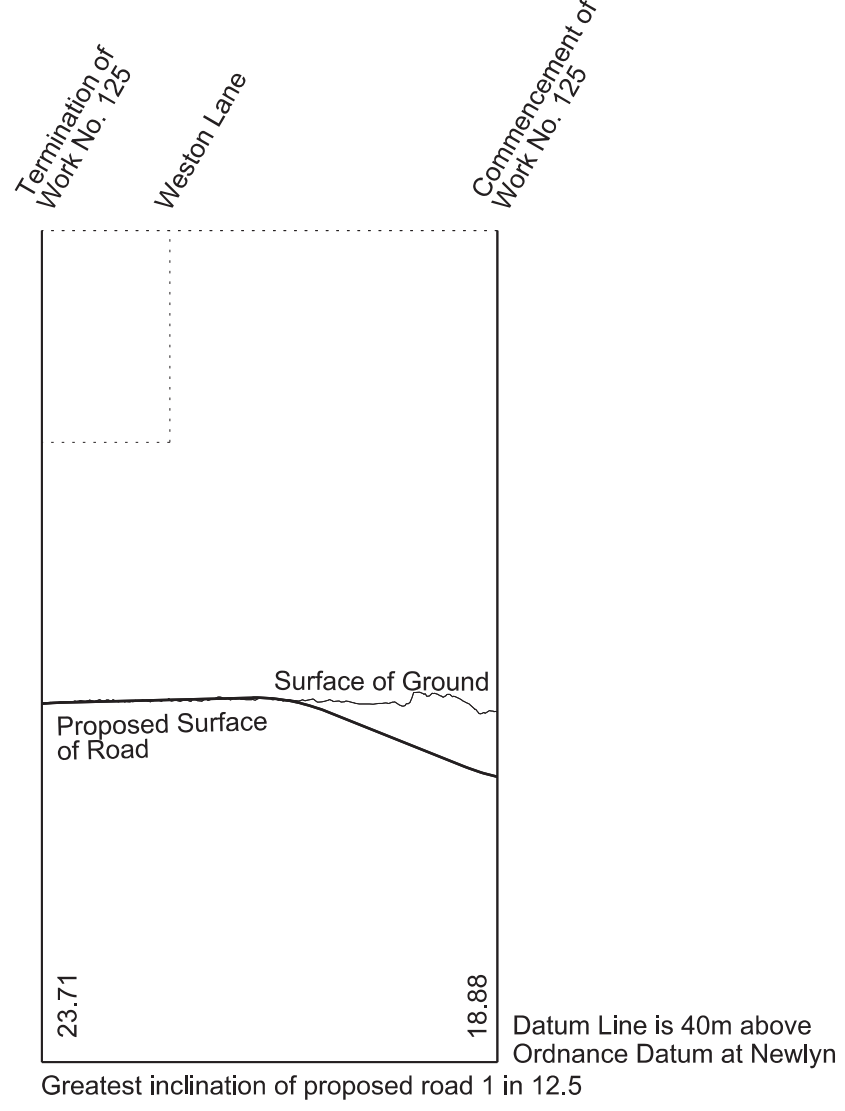 Termination of
Work No. 125
Weston Lane
Commencement of
Work No. 125
Surface of Ground
Proposed Surface
of Road
23.71
18.88
Datum Line is 40m above
Ordnance Datum at Newlyn
Greatest inclination of proposed road 1 in 12.5